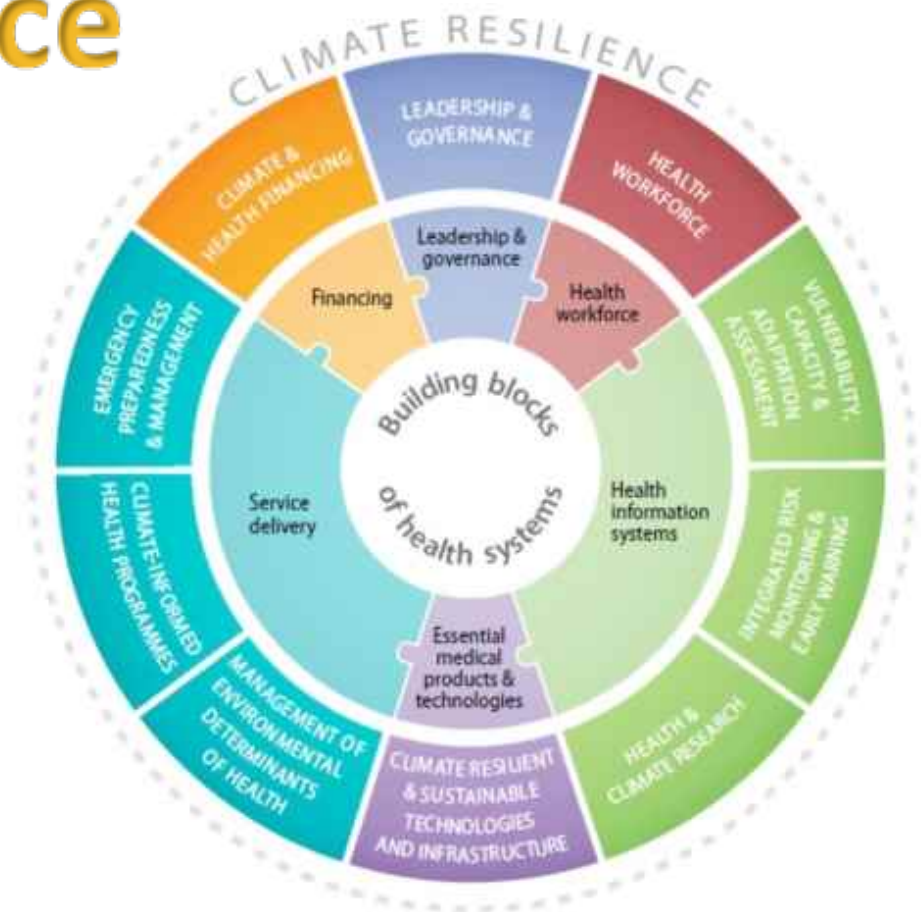 ce
CLIMATE RESILIENCE
LEADERSHIP &
GOVERNANCE
HEALTH
WORKFORCE
VULNERABILITY,
CAPACITY &
ADAPTATION
ASSESSMENT
INTEGRATED RISK
MONITORING &
EARLY WARNING
HEALTH &
CLIMATE RESEARCH
CLIMATE RESILIENT
& SUSTAINABLE
TECHNOLOGIES
AND INFRASTRUCTURE
MANAGEMENT OF
ENVIRONMENTAL
DETERMINANTS
OF HEALTH
CLIMATE-INFORMED
HEALTH PROGRAMMES
EMERGENCY
PREPAREDNESS
& MANAGEMENT
CLIMATE &
HEALTH FINANCING
Leadership &
governance
Health
workforce
Health
information
systems
Essential
medical
products &
technologies
Service
delivery
Financing
Building blocks
of health systems